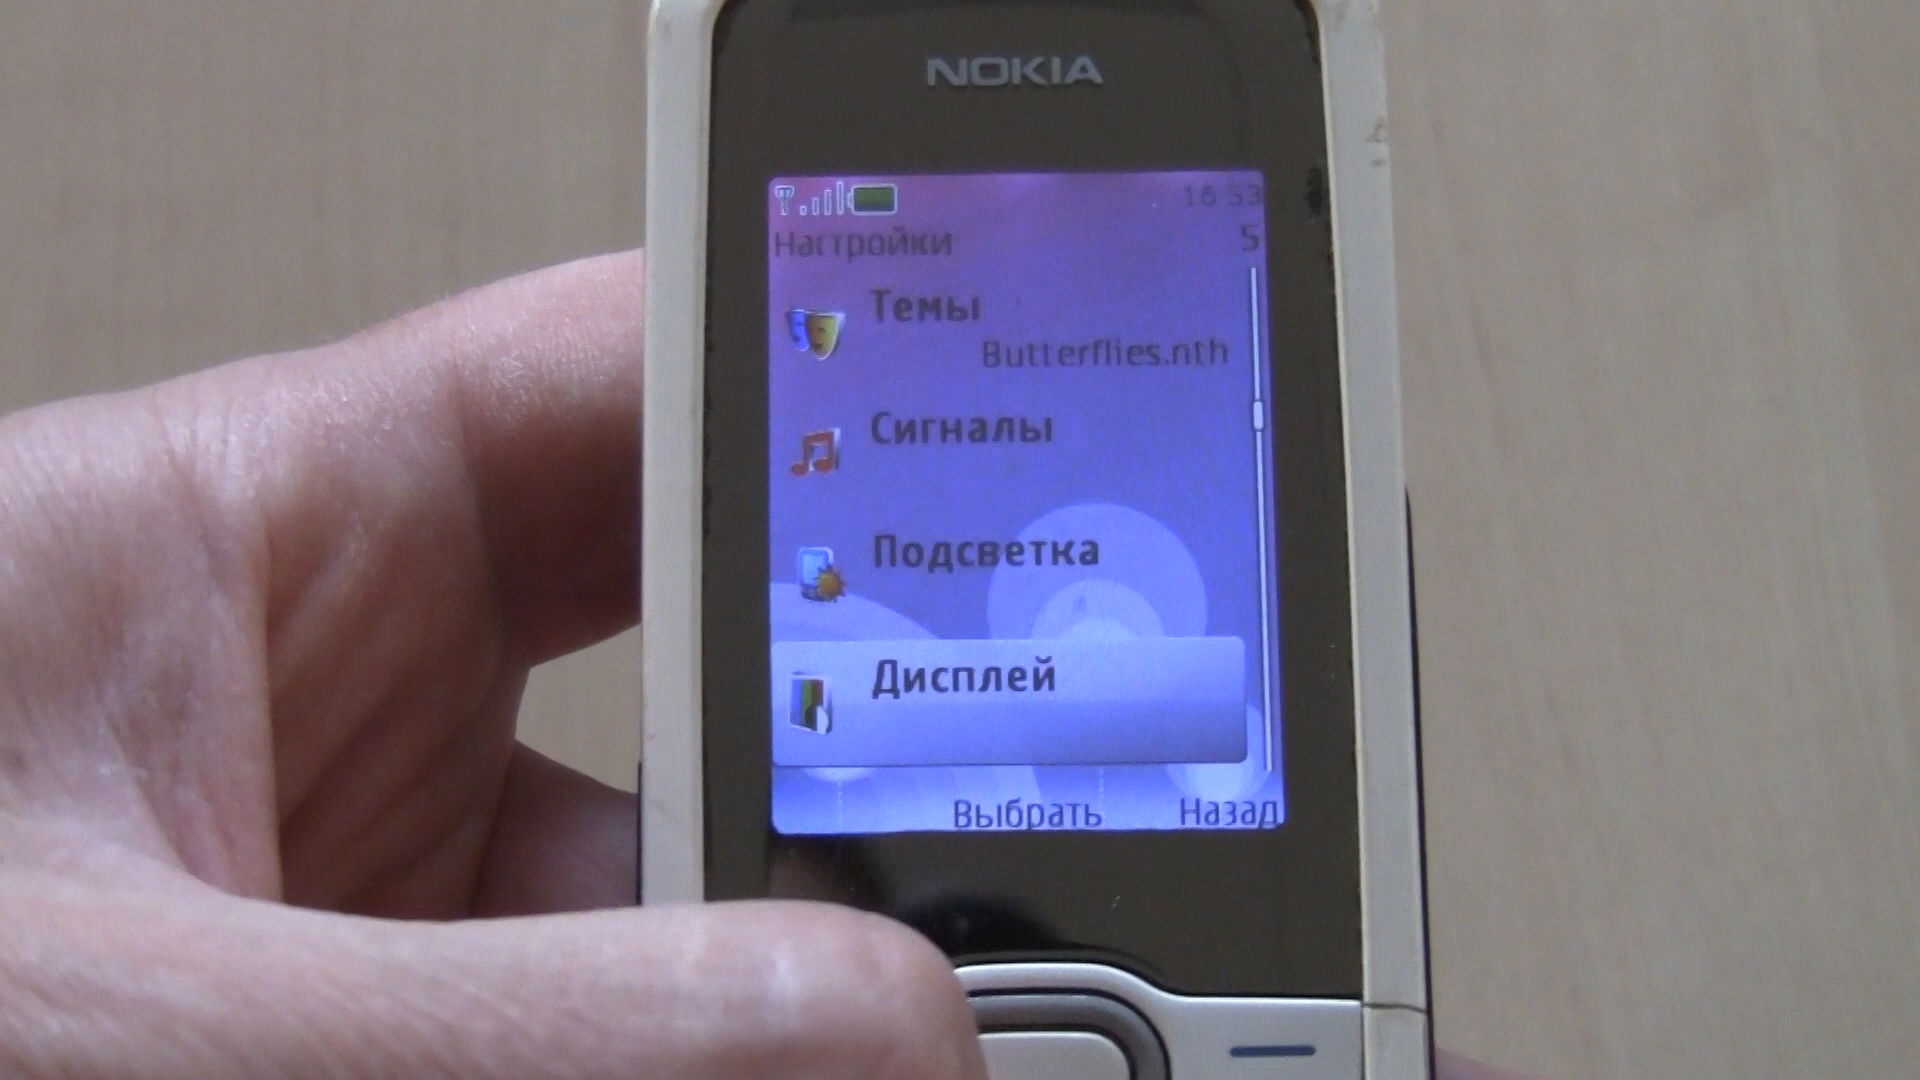 NOKIA
16 53
Настройки 5
Темы
Butterflies.nth
Сигналы
Подсветка
Дисплей
Выбрать Назад